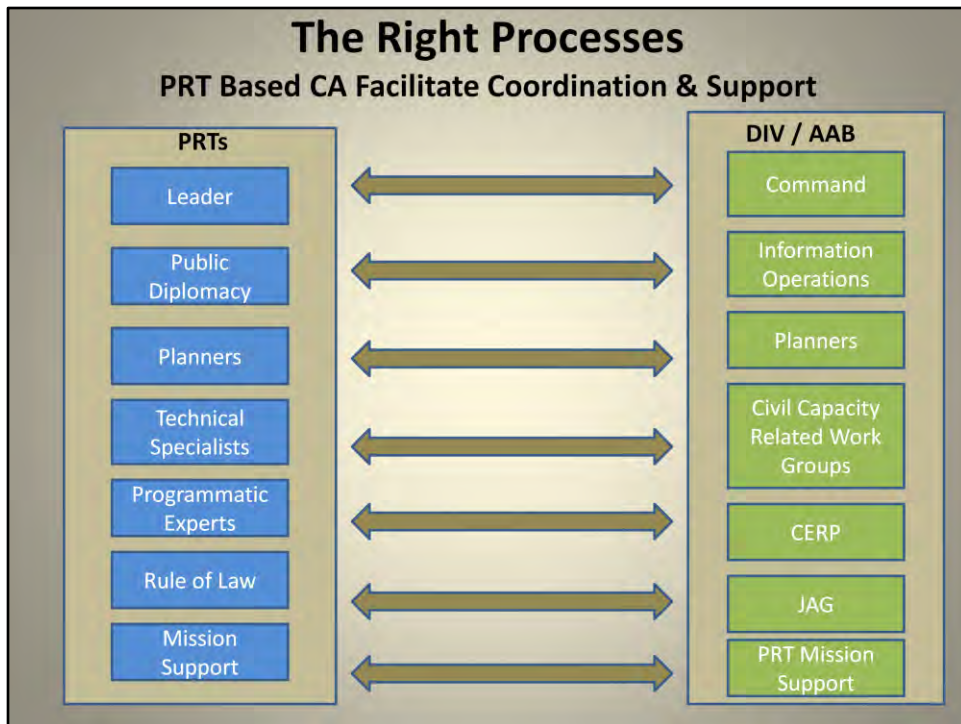 The Right Processes
PRT Based CA Facilitate Coordination & Support
PRTs
Leader
Public
Diplomacy
Planners
Technical
Specialists
Programmatic
Experts
Rule of Law
Mission
Support
DIV / AAB
Command
Information
Operations
Planners
Civil Capacity
Related Work
Groups
CERP
JAG
PRT Mission
Support